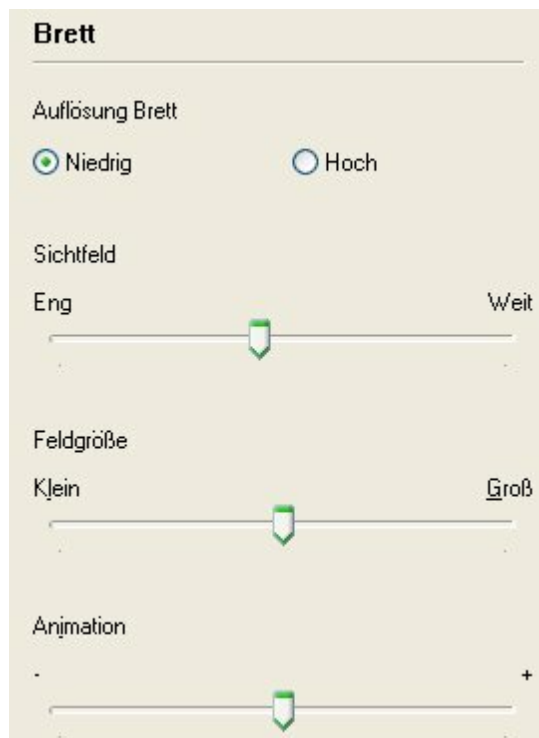 Brett
Auflösung Brett
Niedrig Hoch
Sichtfeld
Eng Weit
Feldgröße
Klein Groß
Animation
- +